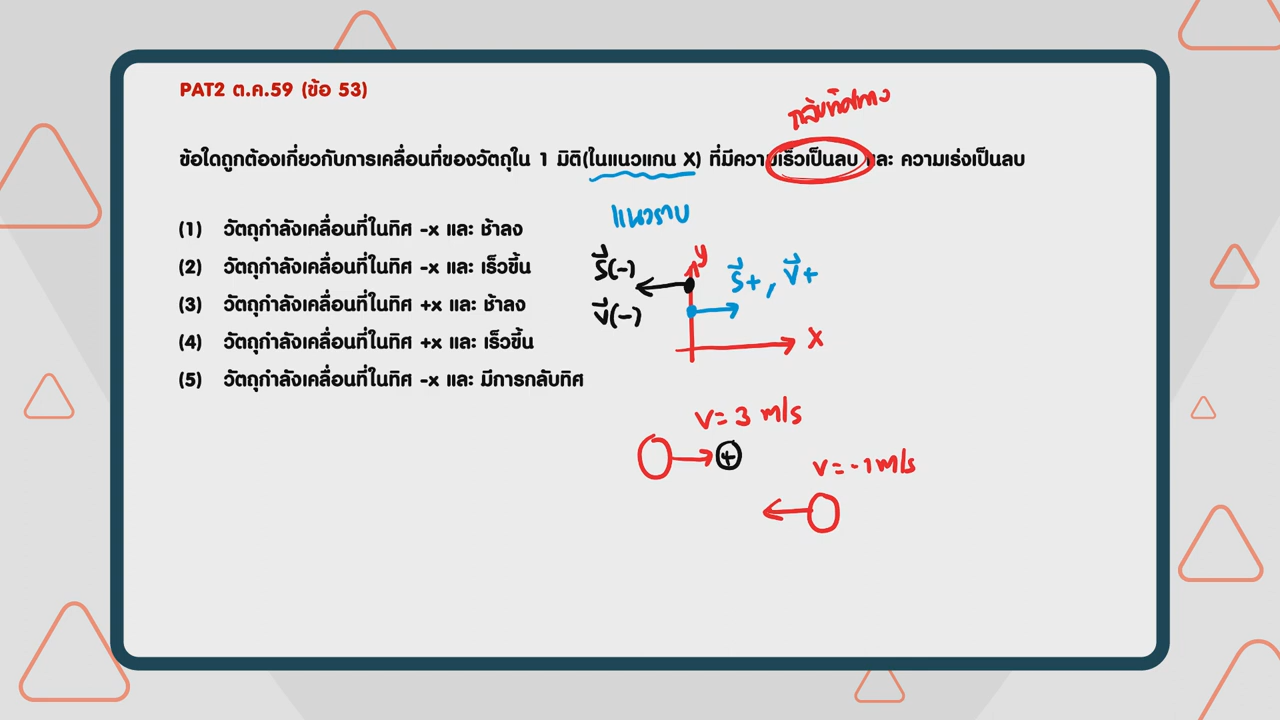 PAT2 ต.ค.59 (ข้อ 53)
กลับทิศทาง
ข้อใดถูกต้องเกี่ยวกับการเคลื่อนที่ของวัตถุใน 1 มิติ(ในแนวแกน X) ที่มีความเร็วเป็นลบ และ ความเร่งเป็นลบ
แนวราบ
(1) วัตถุกำลังเคลื่อนที่ในทิศ -x และ ช้าลง
(2) วัตถุกำลังเคลื่อนที่ในทิศ -x และ เร็วขึ้น
(3) วัตถุกำลังเคลื่อนที่ในทิศ +x และ ช้าลง
(4) วัตถุกำลังเคลื่อนที่ในทิศ +x และ เร็วขึ้น
(5) วัตถุกำลังเคลื่อนที่ในทิศ -x และ มีการกลับทิศ
y
S⃗(-)
S⃗+, V⃗+
V⃗(-)
X
V= 3 m/s
+
V= -1 m/s